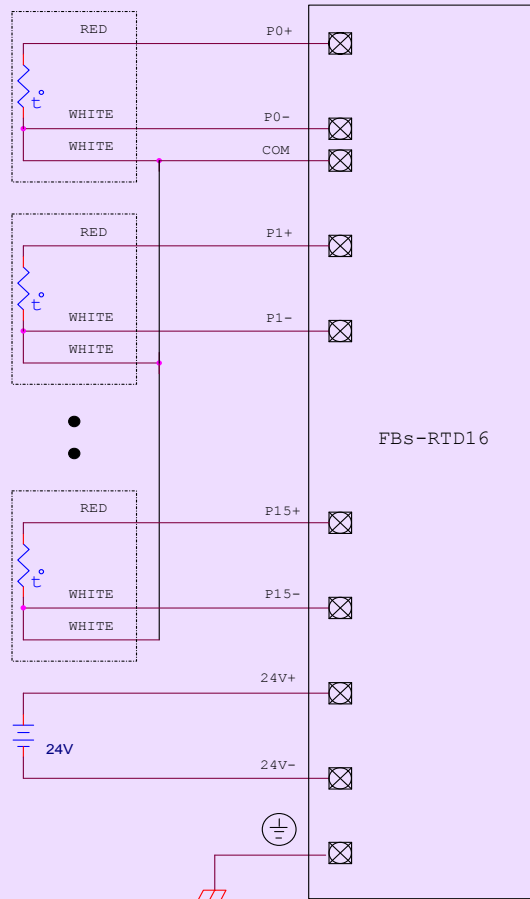 RED P0+
t°
WHITE P0-
WHITE COM
RED P1+
t°
WHITE P1-
WHITE
FBs-RTD16
RED P15+
t°
WHITE P15-
WHITE
24V+
24V
24V-